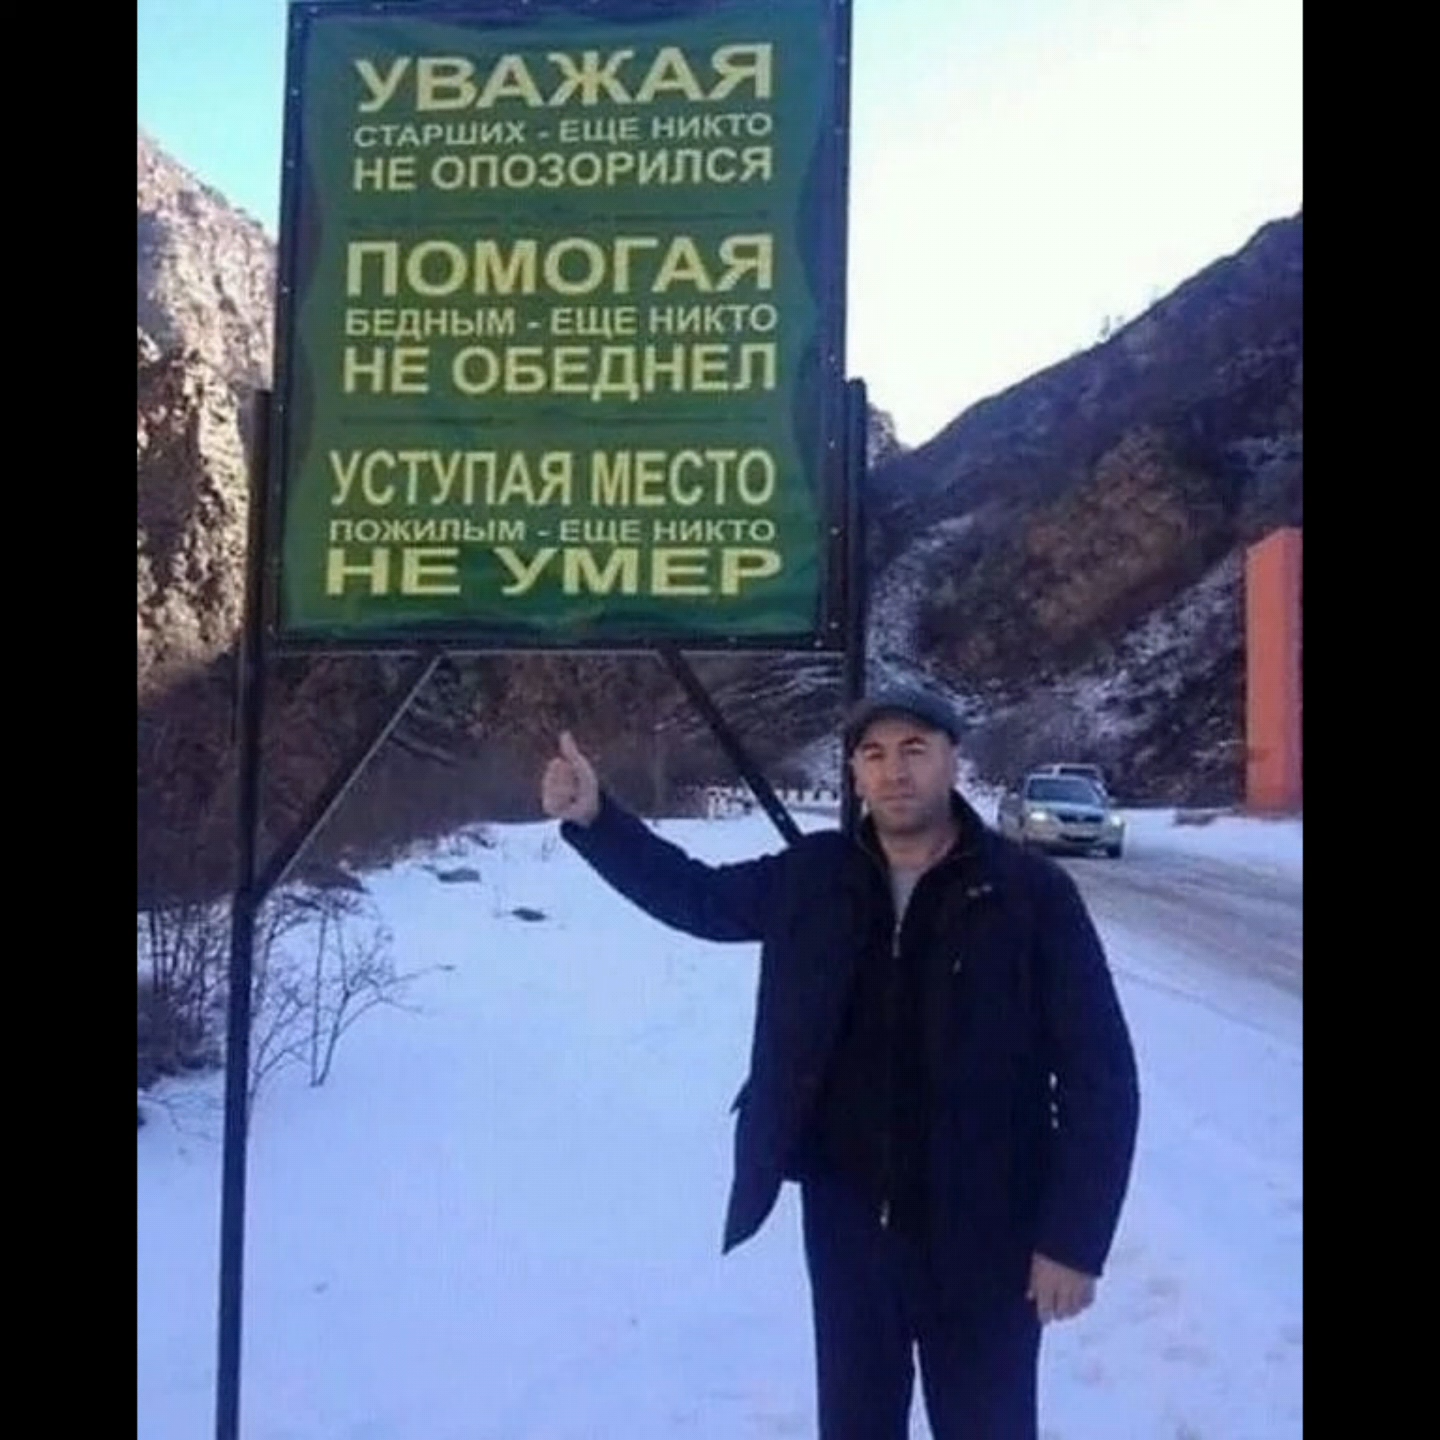 УВАЖАЯ
СТАРШИХ - ЕЩЕ НИКТО
НЕ ОПОЗОРИЛСЯ
ПОМОГАЯ
БЕДНЫМ - ЕЩЕ НИКТО
НЕ ОБЕДНЕЛ
УСТУПАЯ МЕСТО
ПОЖИЛЫМ - ЕЩЕ НИКТО
НЕ УМЕР